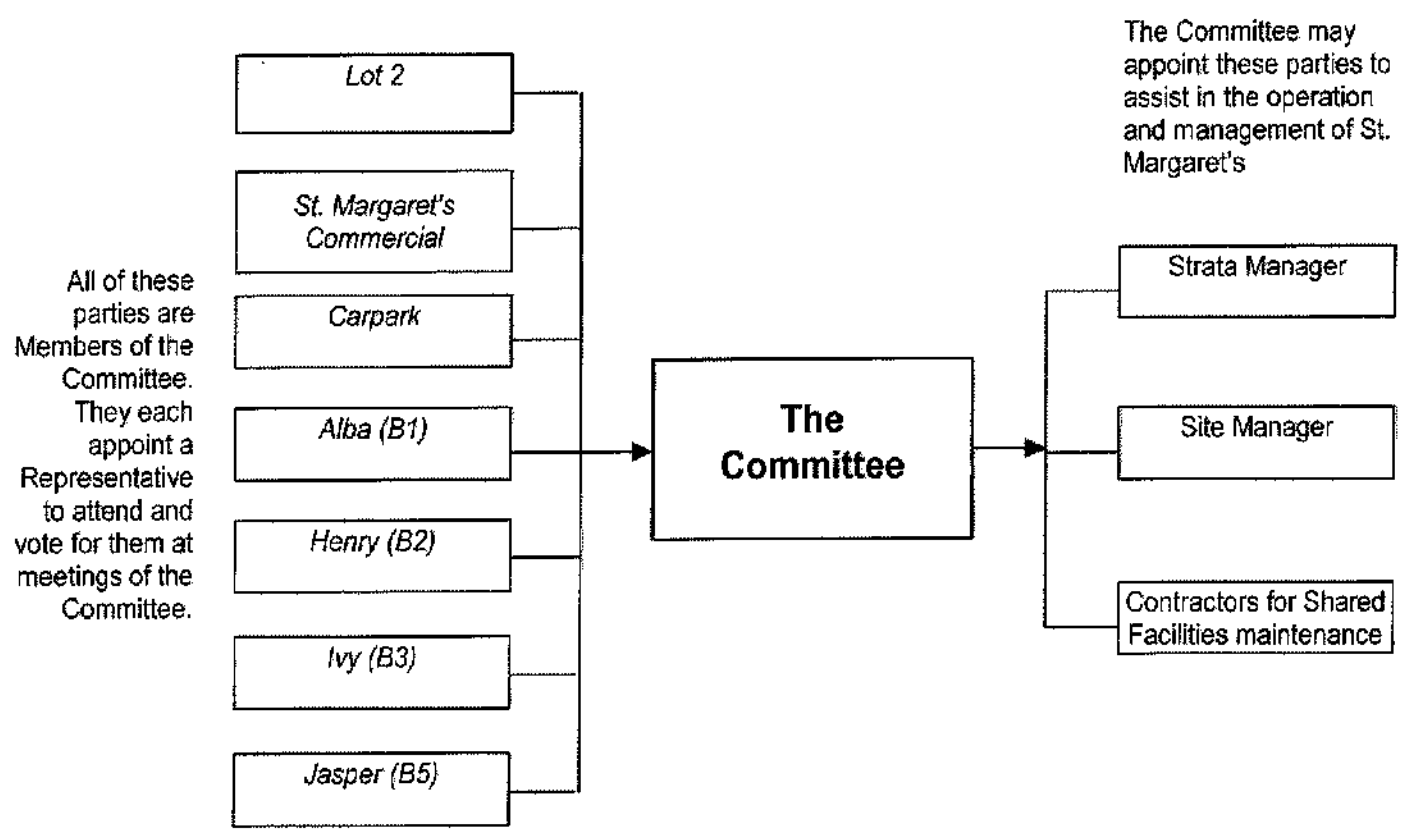 The Committee may
appoint these parties to
assist in the operation
and management of St.
Margaret's
Lot 2
St. Margaret's
Commercial
Carpark
Alba (B1)
Henry (B2)
Ivy (B3)
Jasper (B5)
All of these
parties are
Members of the
Committee.
They each
appoint a
Representative
to attend and
vote for them at
meetings of the
Committee.
The
Committee
Strata Manager
Site Manager
Contractors for Shared
Facilities maintenance